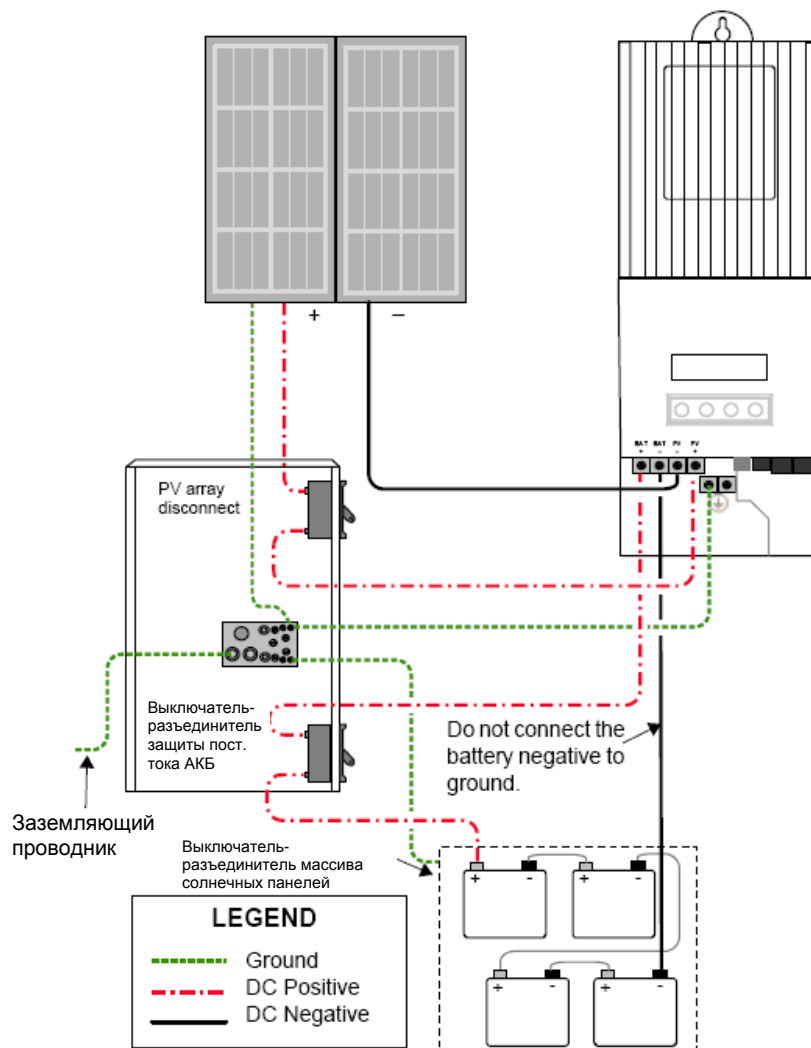 +
–
BAT BAT PV PV
+ – – +
PV array
disconnect
Выключатель-
разъединитель
защиты пост.
тока АКБ
Do not connect the
battery negative to
ground.
Заземляющий
проводник
Выключатель-
разъединитель массива
солнечных панелей
+ - + -
+ - + -
LEGEND
Ground
DC Positive
DC Negative